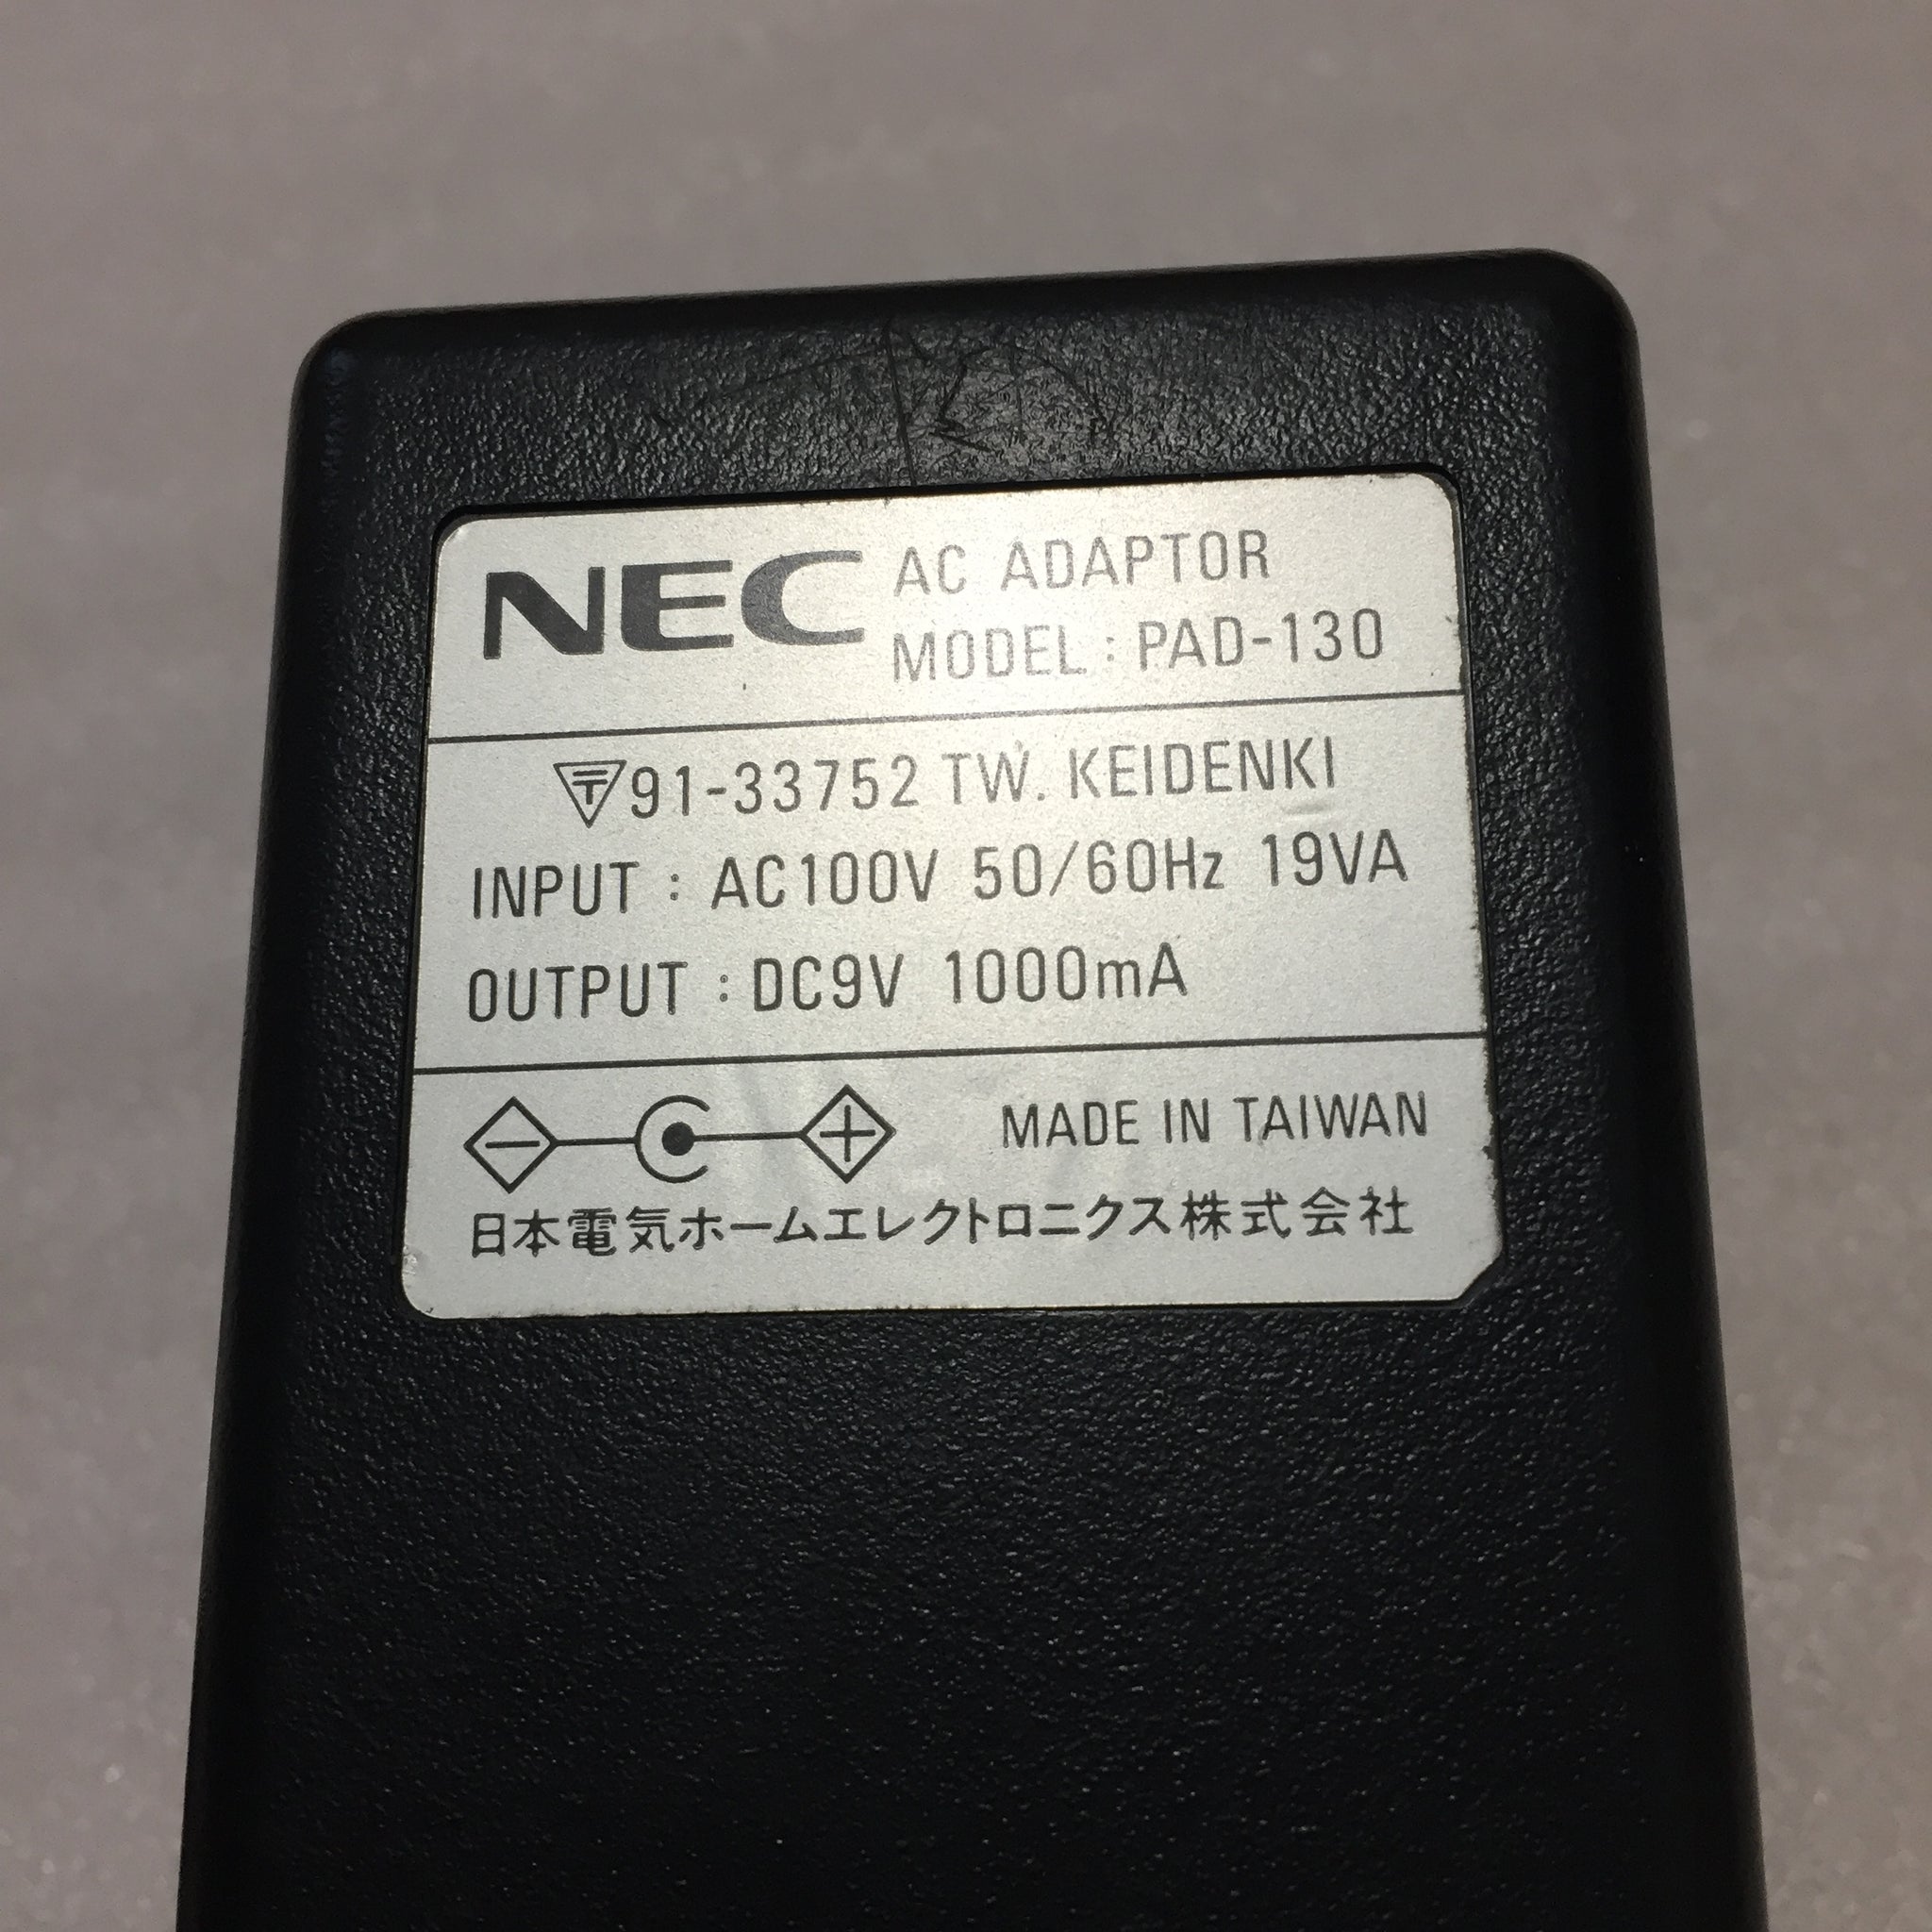 NEC AC ADAPTOR
MODEL : PAD-130
91-33752 TW. KEIDENKI
INPUT : AC100V 50/60Hz 19VA
OUTPUT : DC9V 1000mA
MADE IN TAIWAN
日本電気ホームエレクトロニクス株式会社